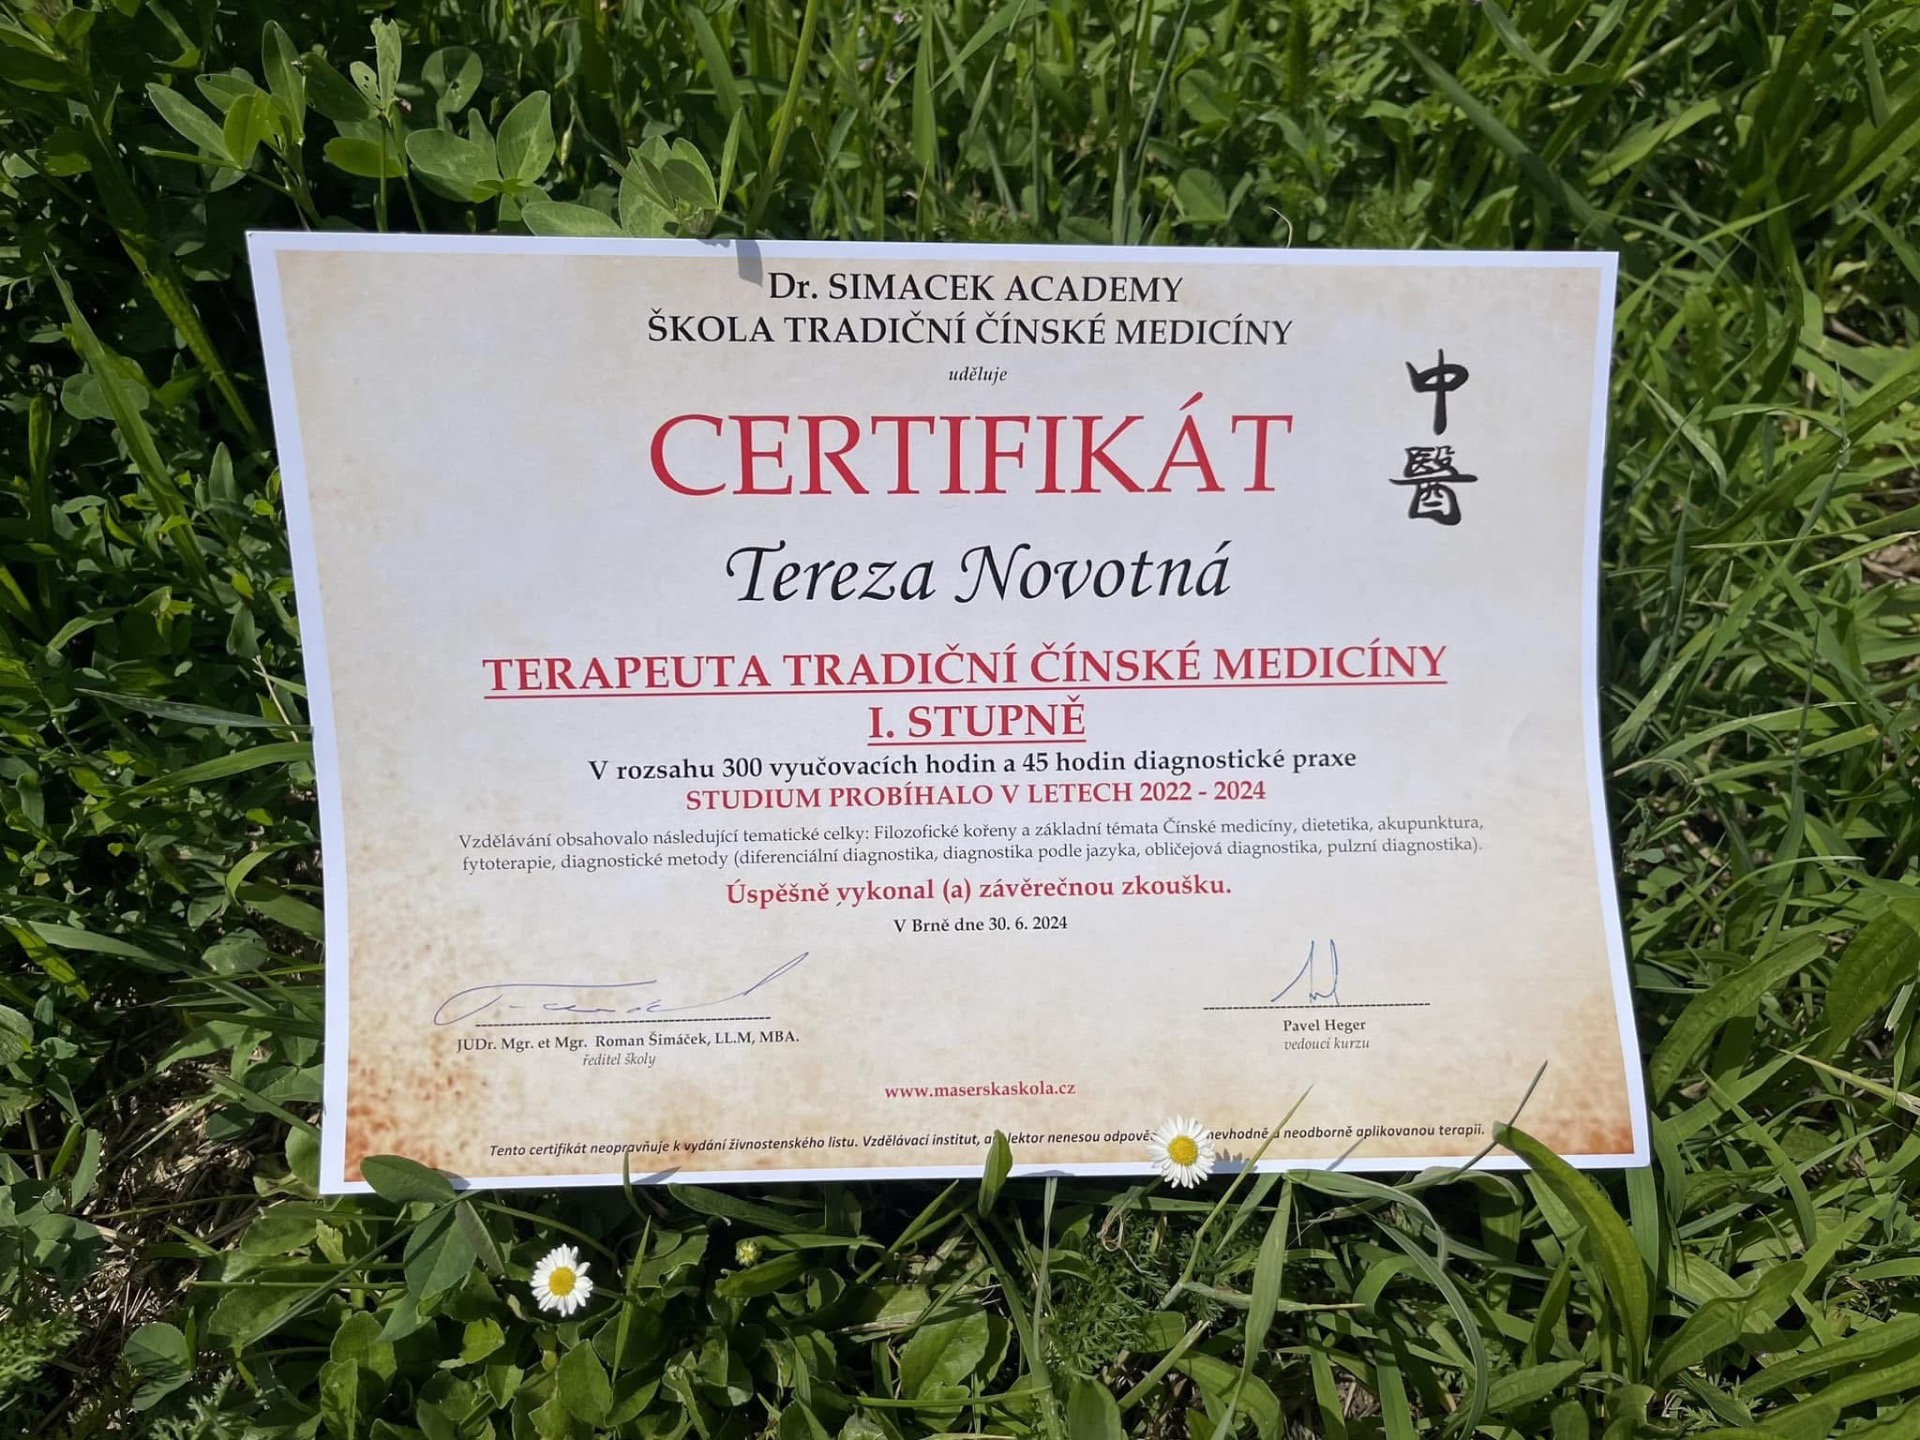 Dr. SIMACEK ACADEMY
ŠKOLA TRADIČNÍ ČÍNSKÉ MEDICÍNY
uděluje
CERTIFIKÁT
中
醫
Tereza Novotná
TERAPEUTA TRADIČNÍ ČÍNSKÉ MEDICÍNY
I. STUPNĚ
V rozsahu 300 vyučovacích hodin a 45 hodin diagnostické praxe
STUDIUM PROBÍHALO V LETECH 2022 - 2024
Vzdělávání obsahovalo následující tematické celky: Filozofické kořeny a základní témata Čínské medicíny, dietetika, akupunktura,
fytoterapie, diagnostické metody (diferenciální diagnostika, diagnostika podle jazyka, obličejová diagnostika, pulzní diagnostika).
Úspěšně vykonal (a) závěrečnou zkoušku.
V Brně dne 30. 6. 2024
JUDr. Mgr. et Mgr. Roman Šimáček, LL.M, MBA.
ředitel školy
Pavel Heger
vedoucí kurzu
www.maserskaskola.cz
Tento certifikát neopravňuje k vydání živnostenského listu. Vzdělávací institut, lektor nenesou nevhodně neodborně aplikovanou terapii.